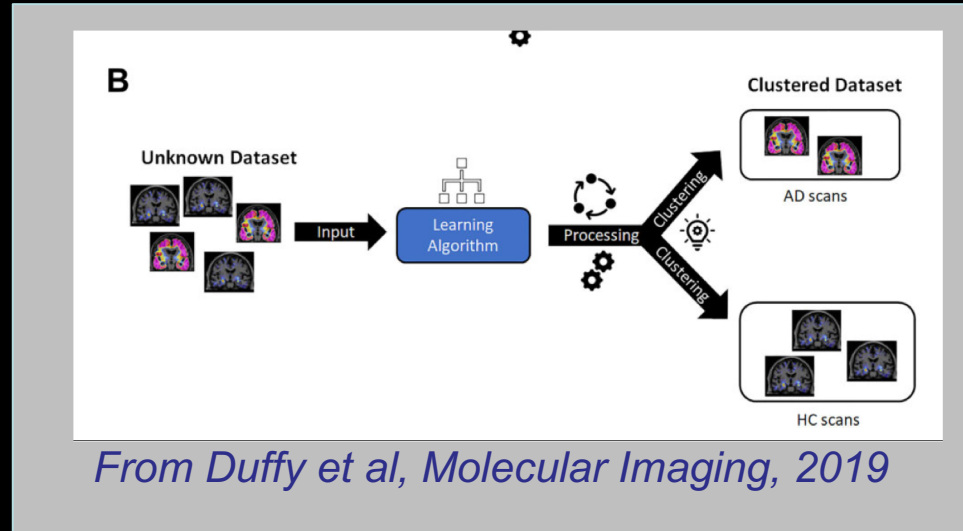 B
Clustered Dataset
Unknown Dataset
AD scans
Input
Learning
Algorithm
Processing
Clustering
Clustering
HC scans
From Duffy et al, Molecular Imaging, 2019